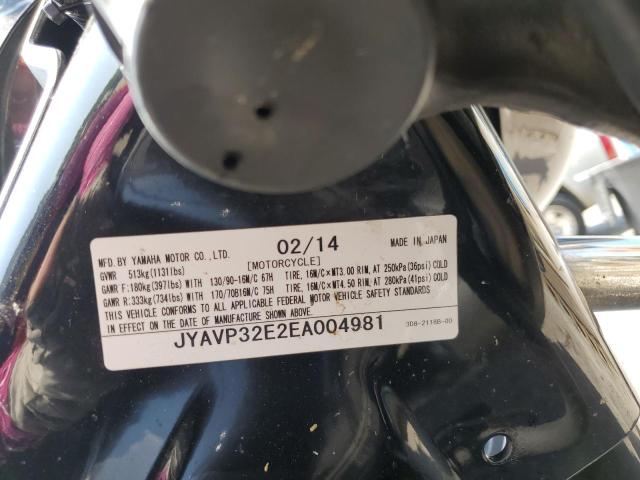 MFD. BY YAMAHA MOTOR CO., LTD. 02/14 MADE IN JAPAN
GVWR 513kg(1131lbs) [MOTORCYCLE]
GAWR F: 180kg(397lbs) WITH 130/90-16M/C 67H TIRE, 16M/C×MT3.00 RIM, AT 250kPa(36psi) COLD
GAWR R: 333kg(734lbs) WITH 170/70B16M/C 75H TIRE, 16M/C×MT4.50 RIM, AT 280kPa(41psi) COLD
THIS VEHICLE CONFORMS TO ALL APPLICABLE FEDERAL MOTOR VEHICLE SAFETY STANDARDS
IN EFFECT ON THE DATE OF MANUFACTURE SHOWN ABOVE.
JYAVP32E2EA004981 3D8-2118B-00